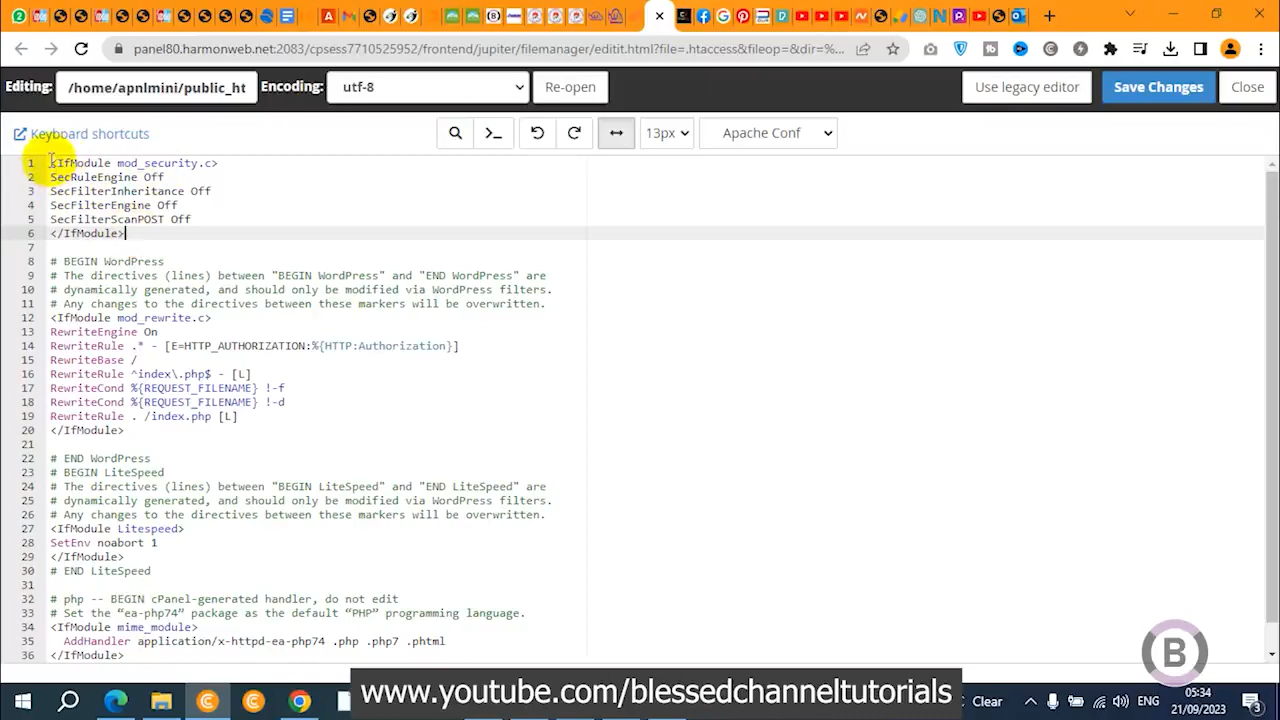 panel80.harmonweb.net:2083/cpsess7710525952/frontend/jupiter/filemanager/editit.html?file=.htaccess&fileop=&dir=%...
Editing: /home/apnlmini/public_ht Encoding: utf-8 Re-open Use legacy editor Save Changes Close
Keyboard shortcuts 13px Apache Conf
1 <IfModule mod_security.c>
2 SecRuleEngine Off
3 SecFilterInheritance Off
4 SecFilterEngine Off
5 SecFilterScanPOST Off
6 </IfModule>
7
8 # BEGIN WordPress
9 # The directives (lines) between "BEGIN WordPress" and "END WordPress" are
10 # dynamically generated, and should only be modified via WordPress filters.
11 # Any changes to the directives between these markers will be overwritten.
12 <IfModule mod_rewrite.c>
13 RewriteEngine On
14 RewriteRule .* - [E=HTTP_AUTHORIZATION:%{HTTP:Authorization}]
15 RewriteBase /
16 RewriteRule ^index\.php$ - [L]
17 RewriteCond %{REQUEST_FILENAME} !-f
18 RewriteCond %{REQUEST_FILENAME} !-d
19 RewriteRule . /index.php [L]
20 </IfModule>
21
22 # END WordPress
23 # BEGIN LiteSpeed
24 # The directives (lines) between "BEGIN LiteSpeed" and "END LiteSpeed" are
25 # dynamically generated, and should only be modified via WordPress filters.
26 # Any changes to the directives between these markers will be overwritten.
27 <IfModule Litespeed>
28 SetEnv noabort 1
29 </IfModule>
30 # END LiteSpeed
31
32 # php -- BEGIN cPanel-generated handler, do not edit
33 # Set the “ea-php74” package as the default “PHP” programming language.
34 <IfModule mime_module>
35 AddHandler application/x-httpd-ea-php74 .php .php7 .phtml
36 </IfModule>
B
www.youtube.com/blessedchanneltutorials
Clear ENG 05:34
21/09/2023 3